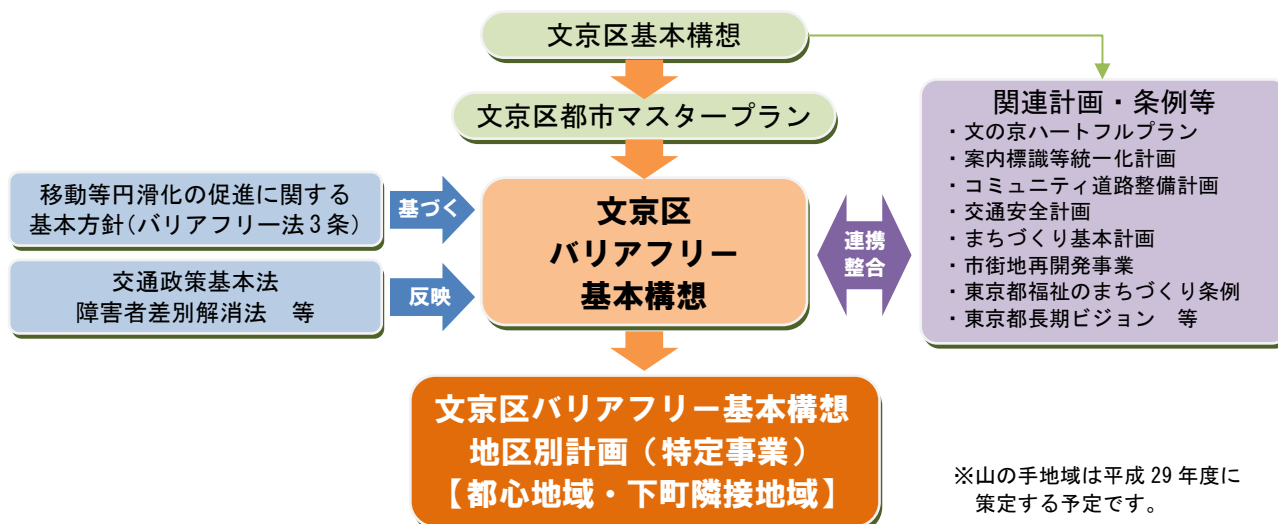 文京区基本構想
文京区都市マスタープラン
移動等円滑化の促進に関する
基本方針(バリアフリー法3条)
基づく
交通政策基本法
障害者差別解消法　等
反映
文京区
バリアフリー
基本構想
連携
整合
関連計画・条例等
・文の京ハートフルプラン
・案内標識等統一化計画
・コミュニティ道路整備計画
・交通安全計画
・まちづくり基本計画
・市街地再開発事業
・東京都福祉のまちづくり条例
・東京都長期ビジョン　等
文京区バリアフリー基本構想
地区別計画（特定事業）
【都心地域・下町隣接地域】
※山の手地域は平成29年度に
策定する予定です。